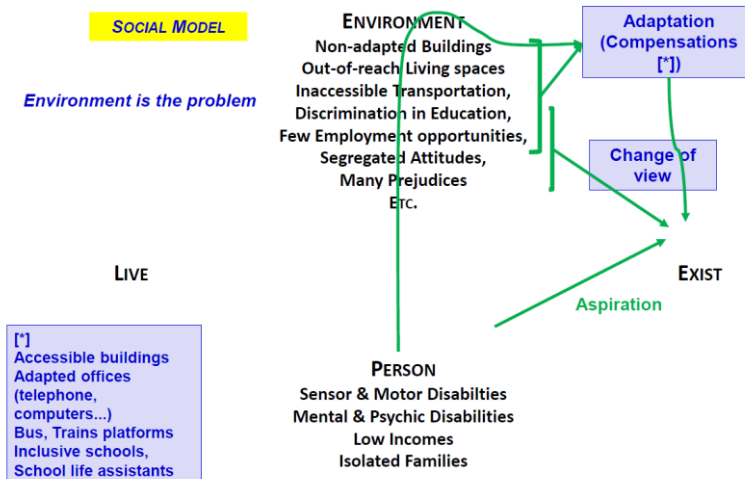 SOCIAL MODEL
Environment is the problem
ENVIRONMENT
Non-adapted Buildings
Out-of-reach Living spaces
Inaccessible Transportation,
Discrimination in Education,
Few Employment opportunities,
Segregated Attitudes,
Many Prejudices
ETC.
Adaptation
(Compensations
[*])
Change of
view
LIVE
EXIST
Aspiration
[*]
Accessible buildings
Adapted offices
(telephone,
computers...)
Bus, Trains platforms
Inclusive schools,
School life assistants
PERSON
Sensor & Motor Disabilties
Mental & Psychic Disabilities
Low Incomes
Isolated Families